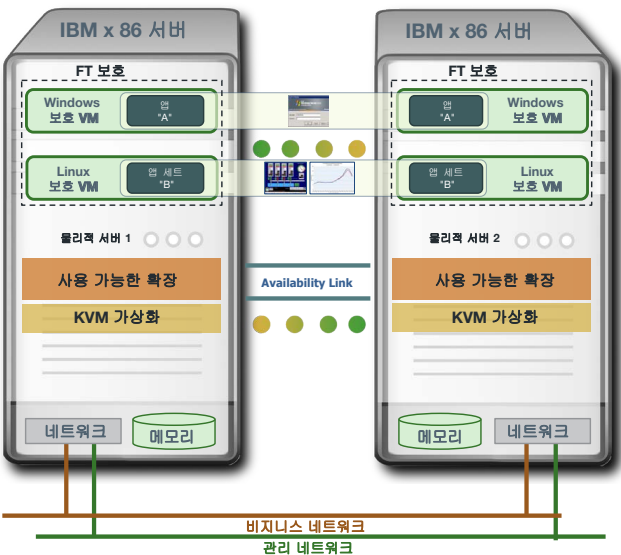 IBM x 86 서버
FT 보호
Windows
보호 VM
앱
"A"
Linux
보호 VM
앱 세트
"B"
물리적 서버 1
사용 가능한 확장
KVM 가상화
네트워크
메모리
Availability Link
IBM x 86 서버
FT 보호
앱
"A"
Windows
보호 VM
앱 세트
"B"
Linux
보호 VM
물리적 서버 2
사용 가능한 확장
KVM 가상화
메모리
네트워크
비지니스 네트워크
관리 네트워크